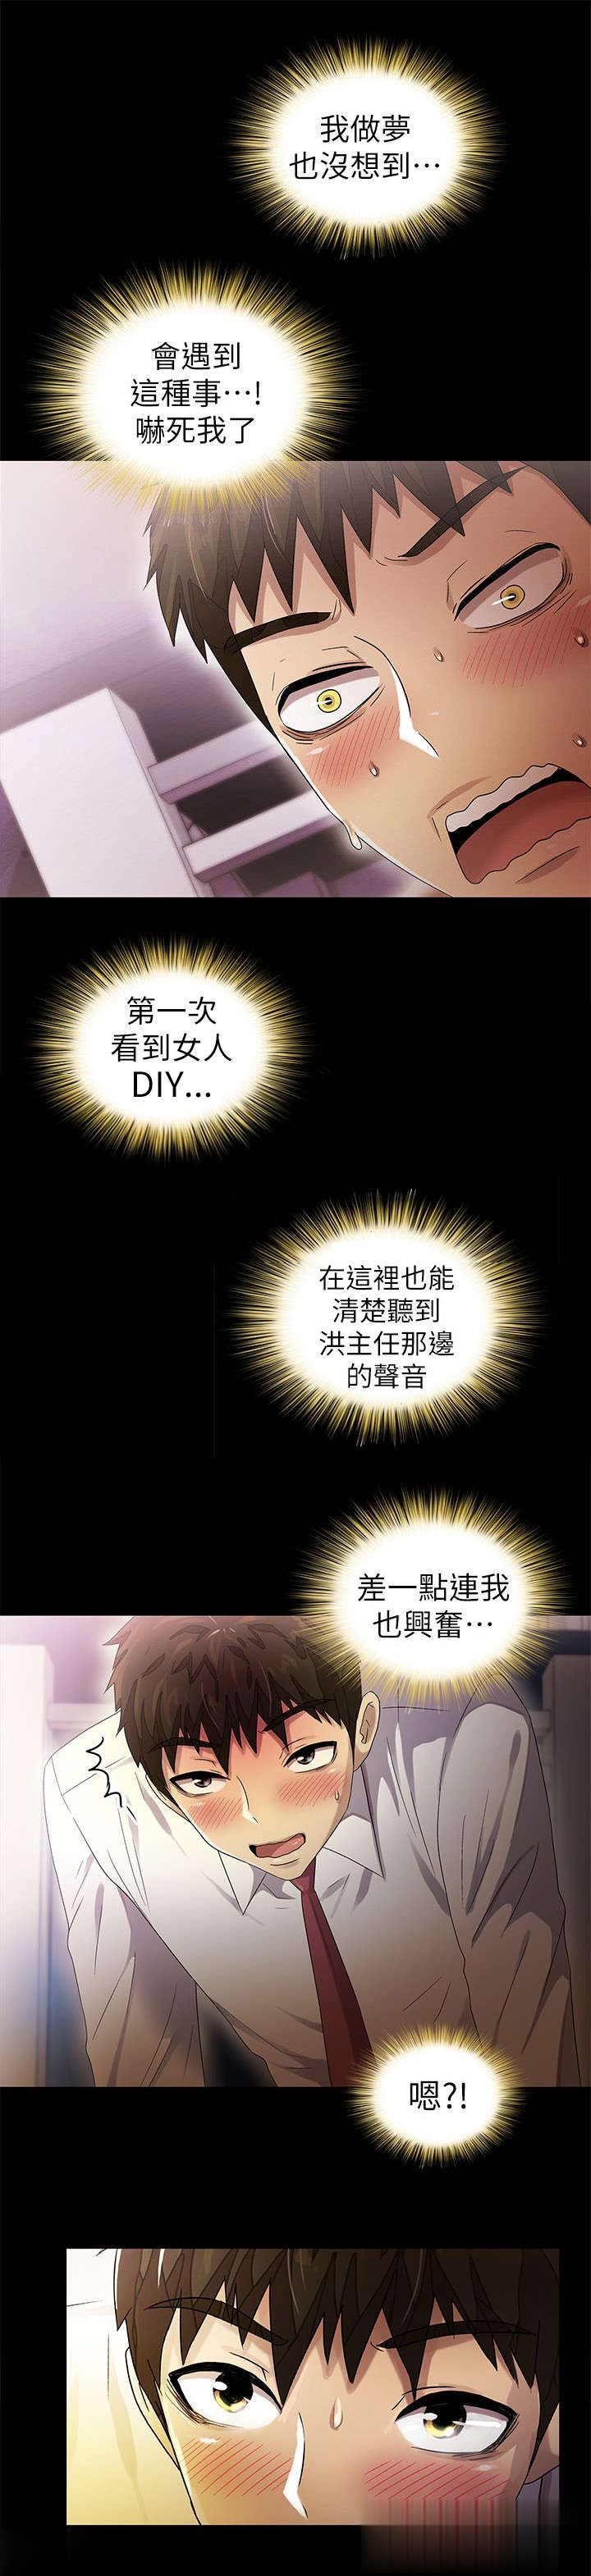 我做夢
也沒想到⋯
會遇到
這種事⋯!
嚇死我了
第一次
看到女人
DIY...
在這裡也能
清楚聽到
洪主任那邊
的聲音
差一點連我
也興奮⋯
嗯?!